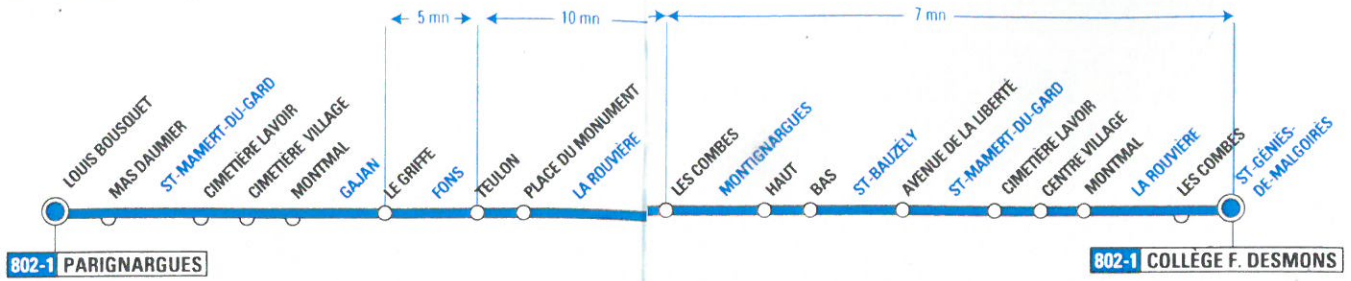 5 mn
10 mn
7 mn
LOUIS BOUSQUET
MAS DAUMIER
ST-MAMERT-DU-GARD
CIMETIÈRE LAVOIR
CIMETIÈRE VILLAGE
MONTMAL
GAJAN
LE GRIFFE
FONS
TEULON
PLACE DU MONUMENT
LA ROUVIÈRE
LES COMBES
MONTIGNARGUES
HAUT
BAS
ST-BAUZÉLY
AVENUE DE LA LIBERTÉ
ST-MAMERT-DU-GARD
CIMETIÈRE LAVOIR
CENTRE VILLAGE
MONTMAL
LA ROUVIÈRE
LES COMBES
ST-GÉNIÈS-
DE-MALGOIRÈS
802-1 PARIGNARGUES
802-1 COLLÈGE F. DESMONS